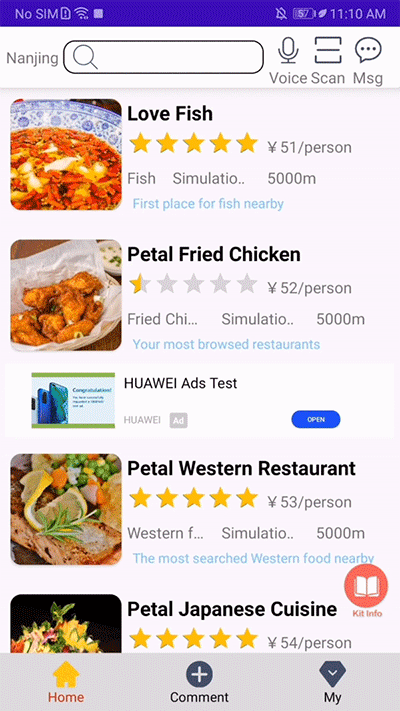 No SIM 57 11:10 AM
Nanjing
Voice Scan Msg
Love Fish
¥ 51/person
Fish Simulatio.. 5000m
First place for fish nearby
Petal Fried Chicken
¥ 52/person
Fried Chi... Simulatio.. 5000m
Your most browsed restaurants
Congratulations!
HUAWEI Ads Test
HUAWEI Ad OPEN
Petal Western Restaurant
¥ 53/person
Western f... Simulatio.. 5000m
The most searched Western food nearby
Kit Info
Petal Japanese Cuisine
¥ 54/person
Home Comment My